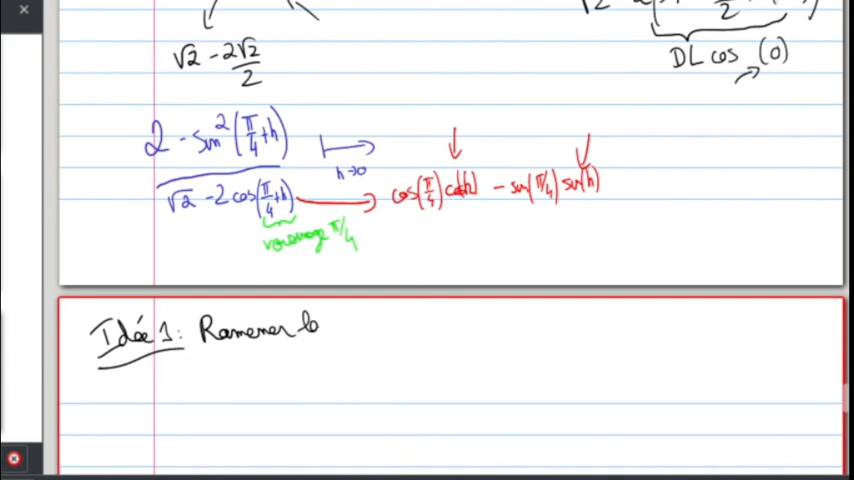 √2 - 2√2/2
DL cos (0)
2 - sin²(π/4+h)
h→0
√2 - 2cos(π/4+h) → cos(π/4) cos(h) - sin(π/4) sin(h)
voisinage π/4
Idée 1: Ramener le